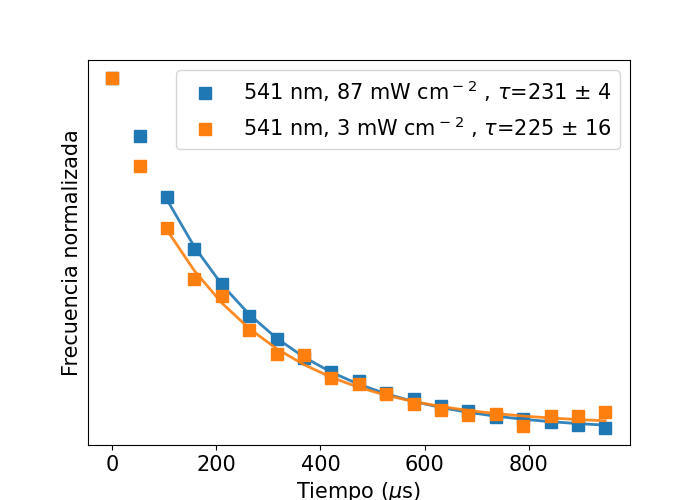 541 nm, 87 mW cm⁻² , τ=231 ± 4
541 nm, 3 mW cm⁻² , τ=225 ± 16
Frecuencia normalizada
0 200 400 600 800
Tiempo (μs)